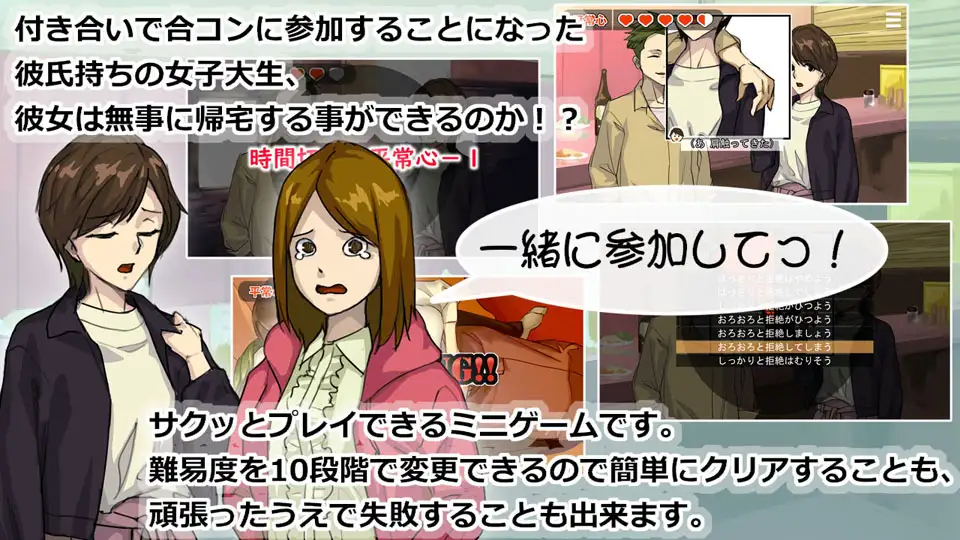 付き合いで合コンに参加することになった
彼氏持ちの女子大生、
彼女は無事に帰宅する事ができるのか！？
平常心
（あ 肩触ってきた）
時間切
平常心－１
一緒に参加してっ！
おろおろと拒絶がひつよう
おろおろと拒絶しましょう
おろおろと拒絶してしまう
しっかりと拒絶はむりそう
平常
サクッとプレイできるミニゲームです。
難易度を10段階で変更できるので簡単にクリアすることも、
頑張ったうえで失敗することも出来ます。